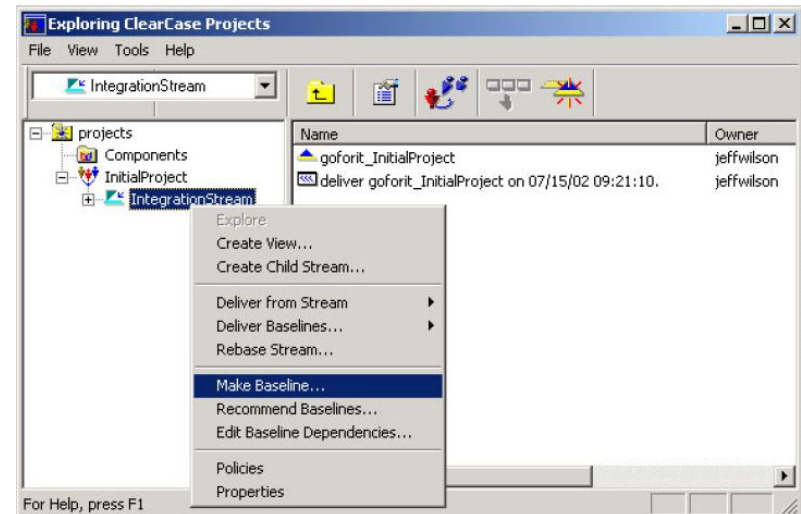 Exploring ClearCase Projects
File View Tools Help
IntegrationStream
projects
Components
InitialProject
IntegrationStream
Name Owner
goforit_InitialProject jeffwilson
deliver goforit_InitialProject on 07/15/02 09:21:10. jeffwilson
Explore
Create View...
Create Child Stream...
Deliver from Stream
Deliver Baselines...
Rebase Stream...
Make Baseline...
Recommend Baselines...
Edit Baseline Dependencies...
Policies
Properties
For Help, press F1